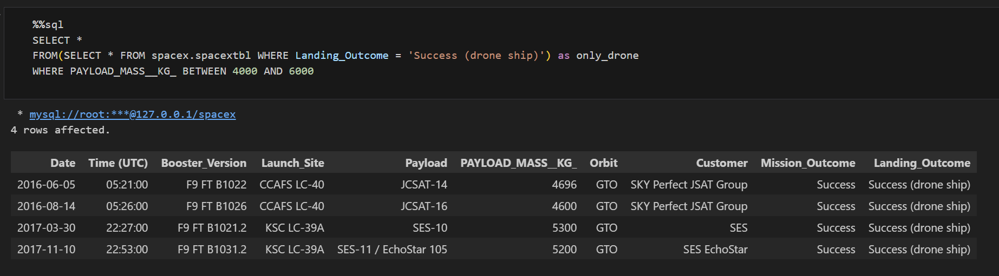 %%sql
SELECT *
FROM(SELECT * FROM spacex.spacextbl WHERE Landing_Outcome = 'Success (drone ship)') as only_drone
WHERE PAYLOAD_MASS__KG_ BETWEEN 4000 AND 6000
* mysql://root:***@127.0.0.1/spacex
4 rows affected.
Date Time (UTC) Booster_Version Launch_Site Payload PAYLOAD_MASS__KG_ Orbit Customer Mission_Outcome Landing_Outcome
2016-06-05 05:21:00 F9 FT B1022 CCAFS LC-40 JCSAT-14 4696 GTO SKY Perfect JSAT Group Success Success (drone ship)
2016-08-14 05:26:00 F9 FT B1026 CCAFS LC-40 JCSAT-16 4600 GTO SKY Perfect JSAT Group Success Success (drone ship)
2017-03-30 22:27:00 F9 FT B1021.2 KSC LC-39A SES-10 5300 GTO SES Success Success (drone ship)
2017-11-10 22:53:00 F9 FT B1031.2 KSC LC-39A SES-11 / EchoStar 105 5200 GTO SES EchoStar Success Success (drone ship)